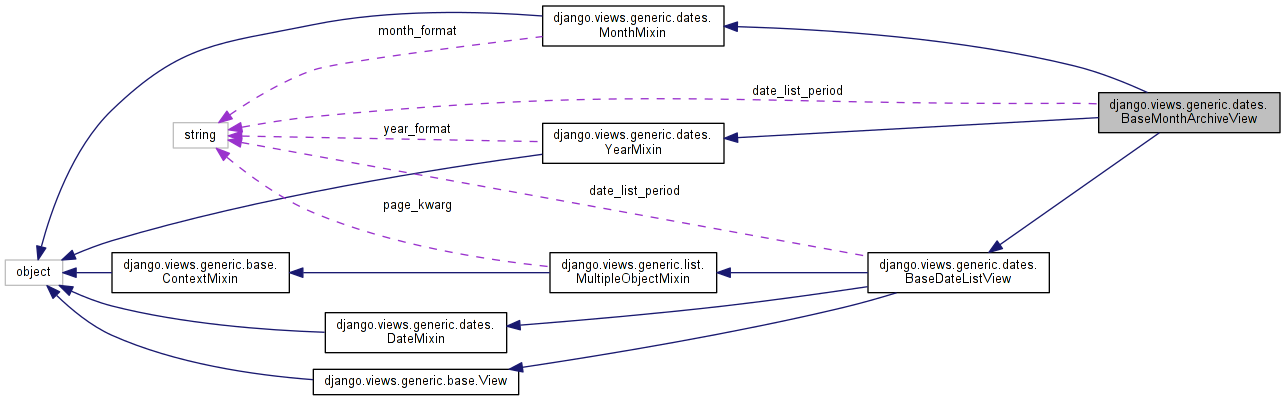 django.views.generic.dates.
MonthMixin
month_format
date_list_period
django.views.generic.dates.
BaseMonthArchiveView
string
year_format
django.views.generic.dates.
YearMixin
date_list_period
page_kwarg
object
django.views.generic.base.
ContextMixin
django.views.generic.list.
MultipleObjectMixin
django.views.generic.dates.
BaseDateListView
django.views.generic.dates.
DateMixin
django.views.generic.base.View